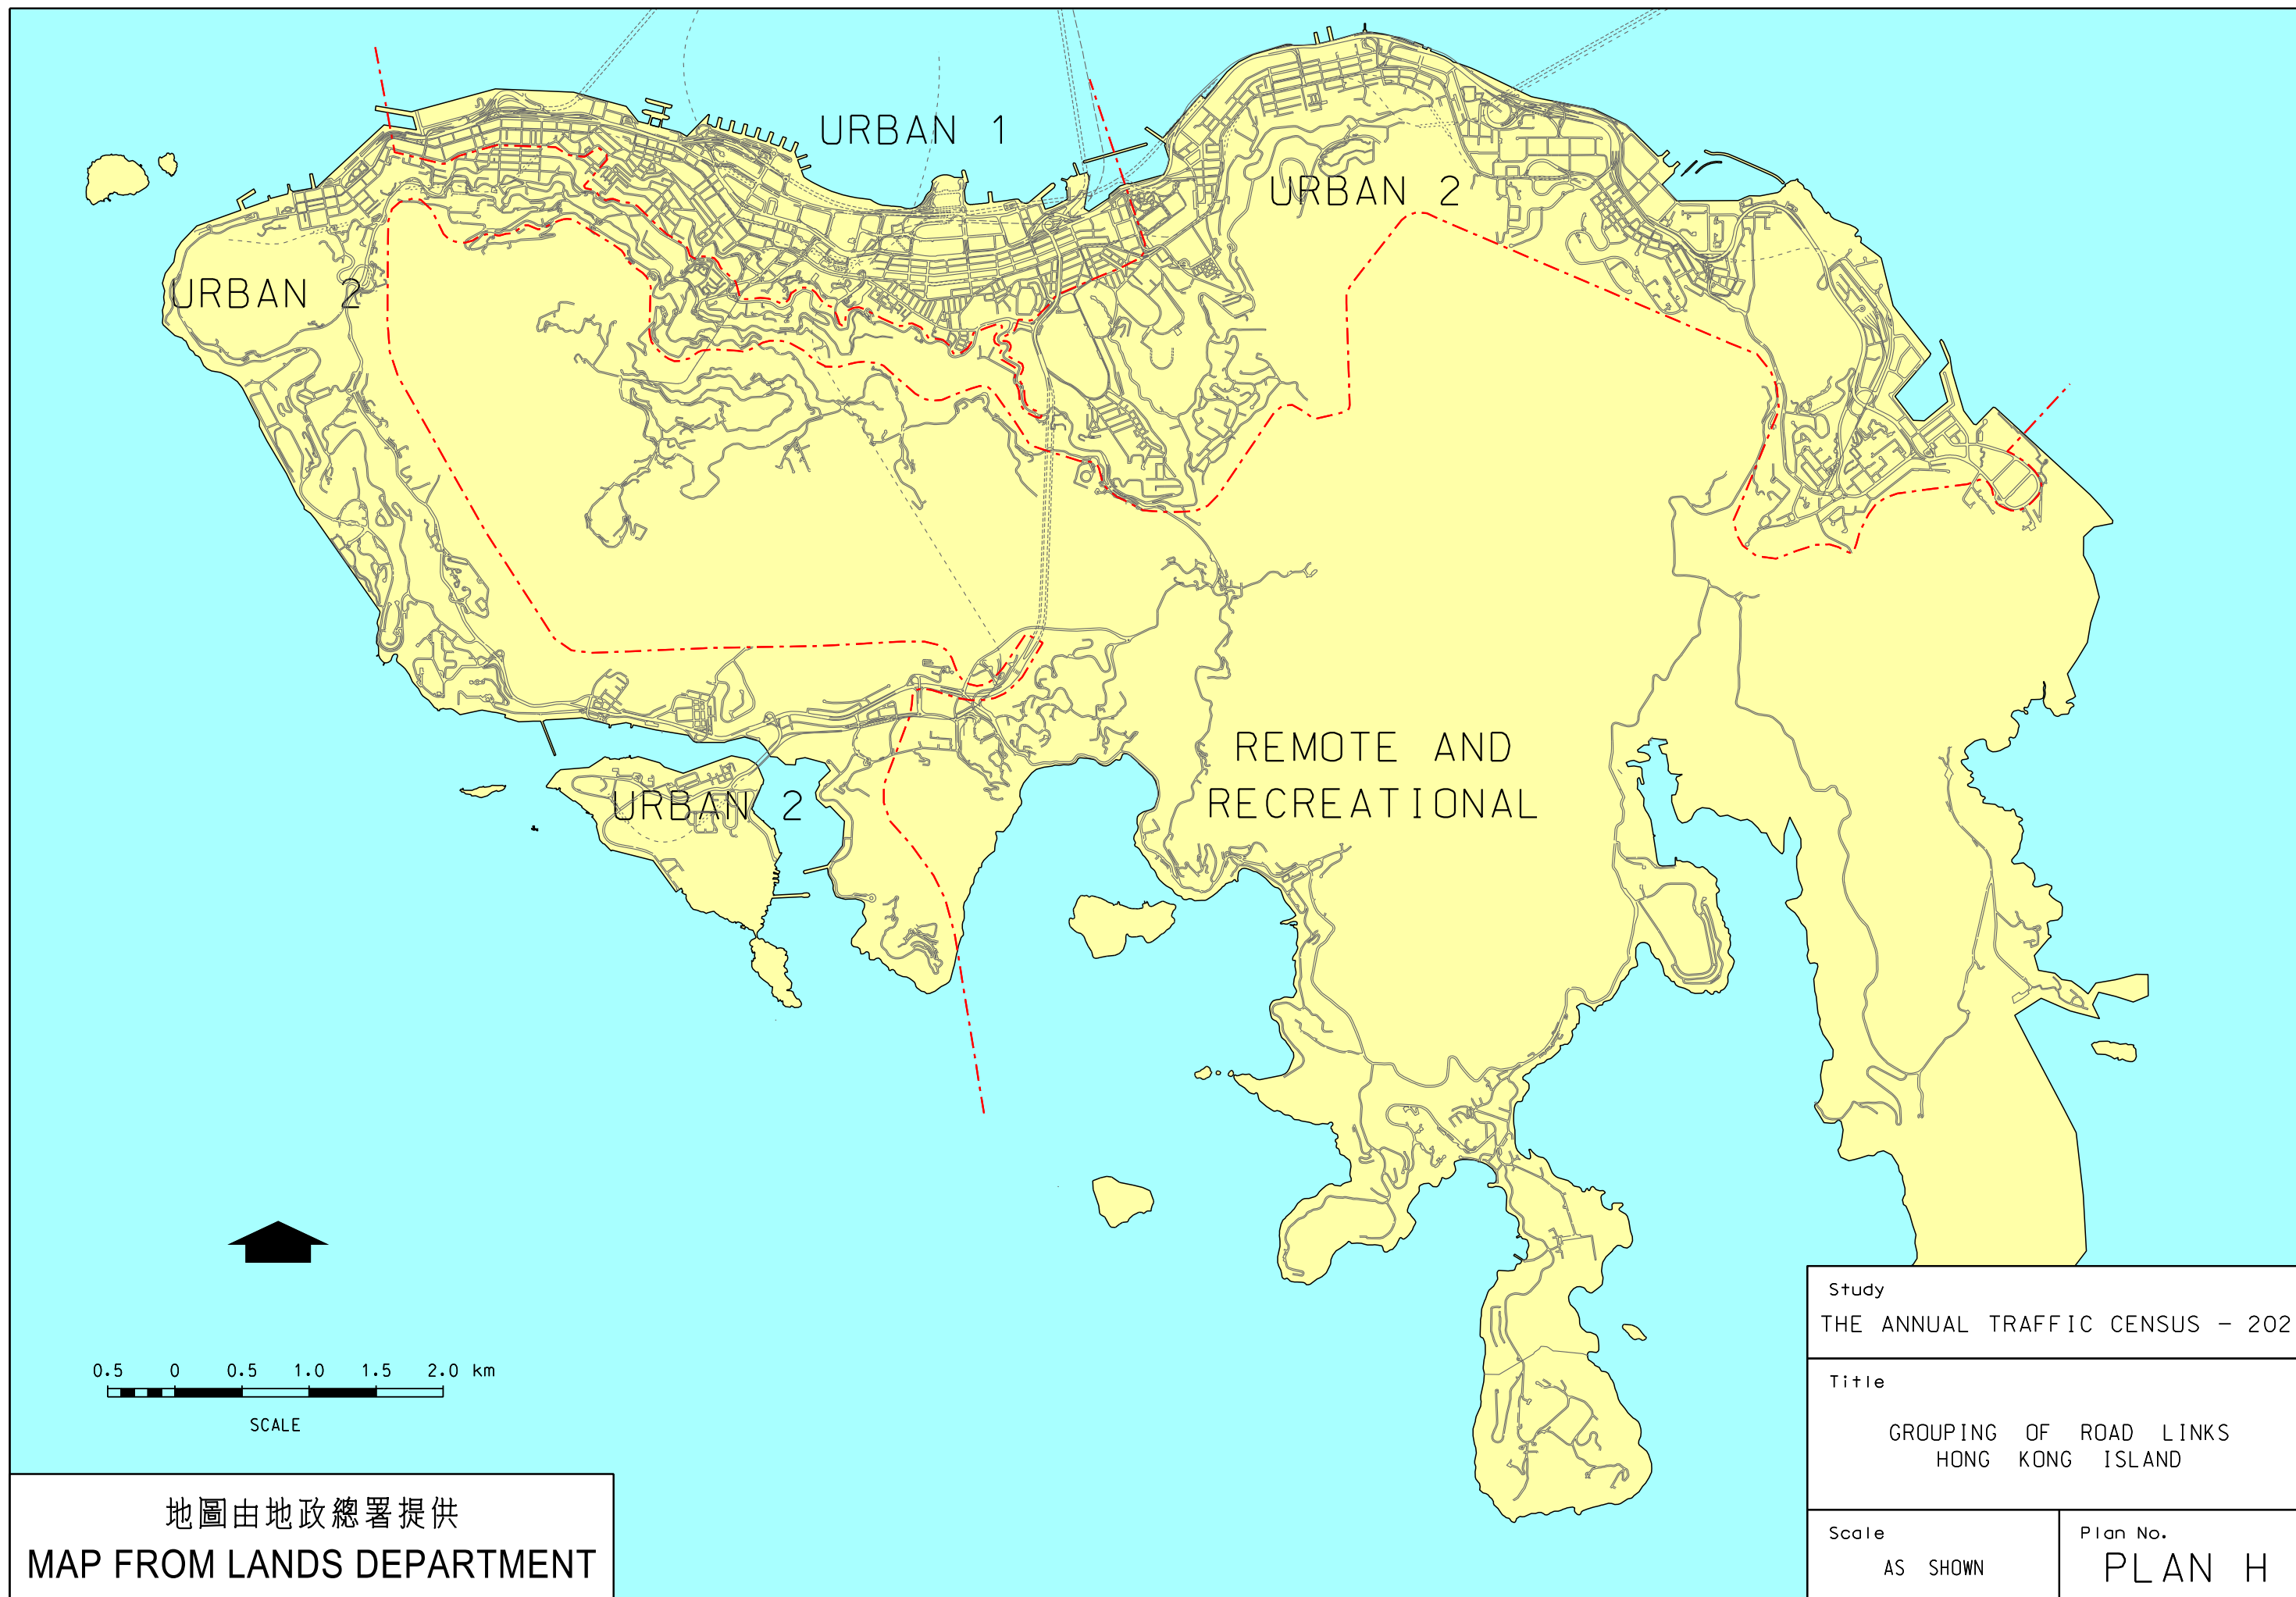 URBAN 1
URBAN 2
URBAN 2
REMOTE AND
RECREATIONAL
URBAN 2
0.5 0 0.5 1.0 1.5 2.0 km
SCALE
地圖由地政總署提供
MAP FROM LANDS DEPARTMENT
Study
THE ANNUAL TRAFFIC CENSUS - 202
Title
GROUPING OF ROAD LINKS
HONG KONG ISLAND
Scale
AS SHOWN
Plan No.
PLAN H